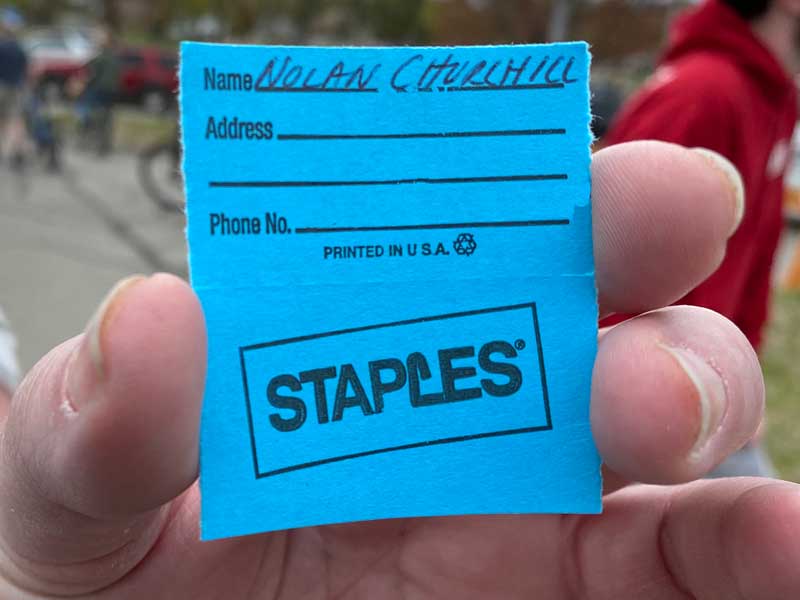 Name NOLAN CHURCHILL
Address
Phone No.
PRINTED IN U S.A.
STAPLES®